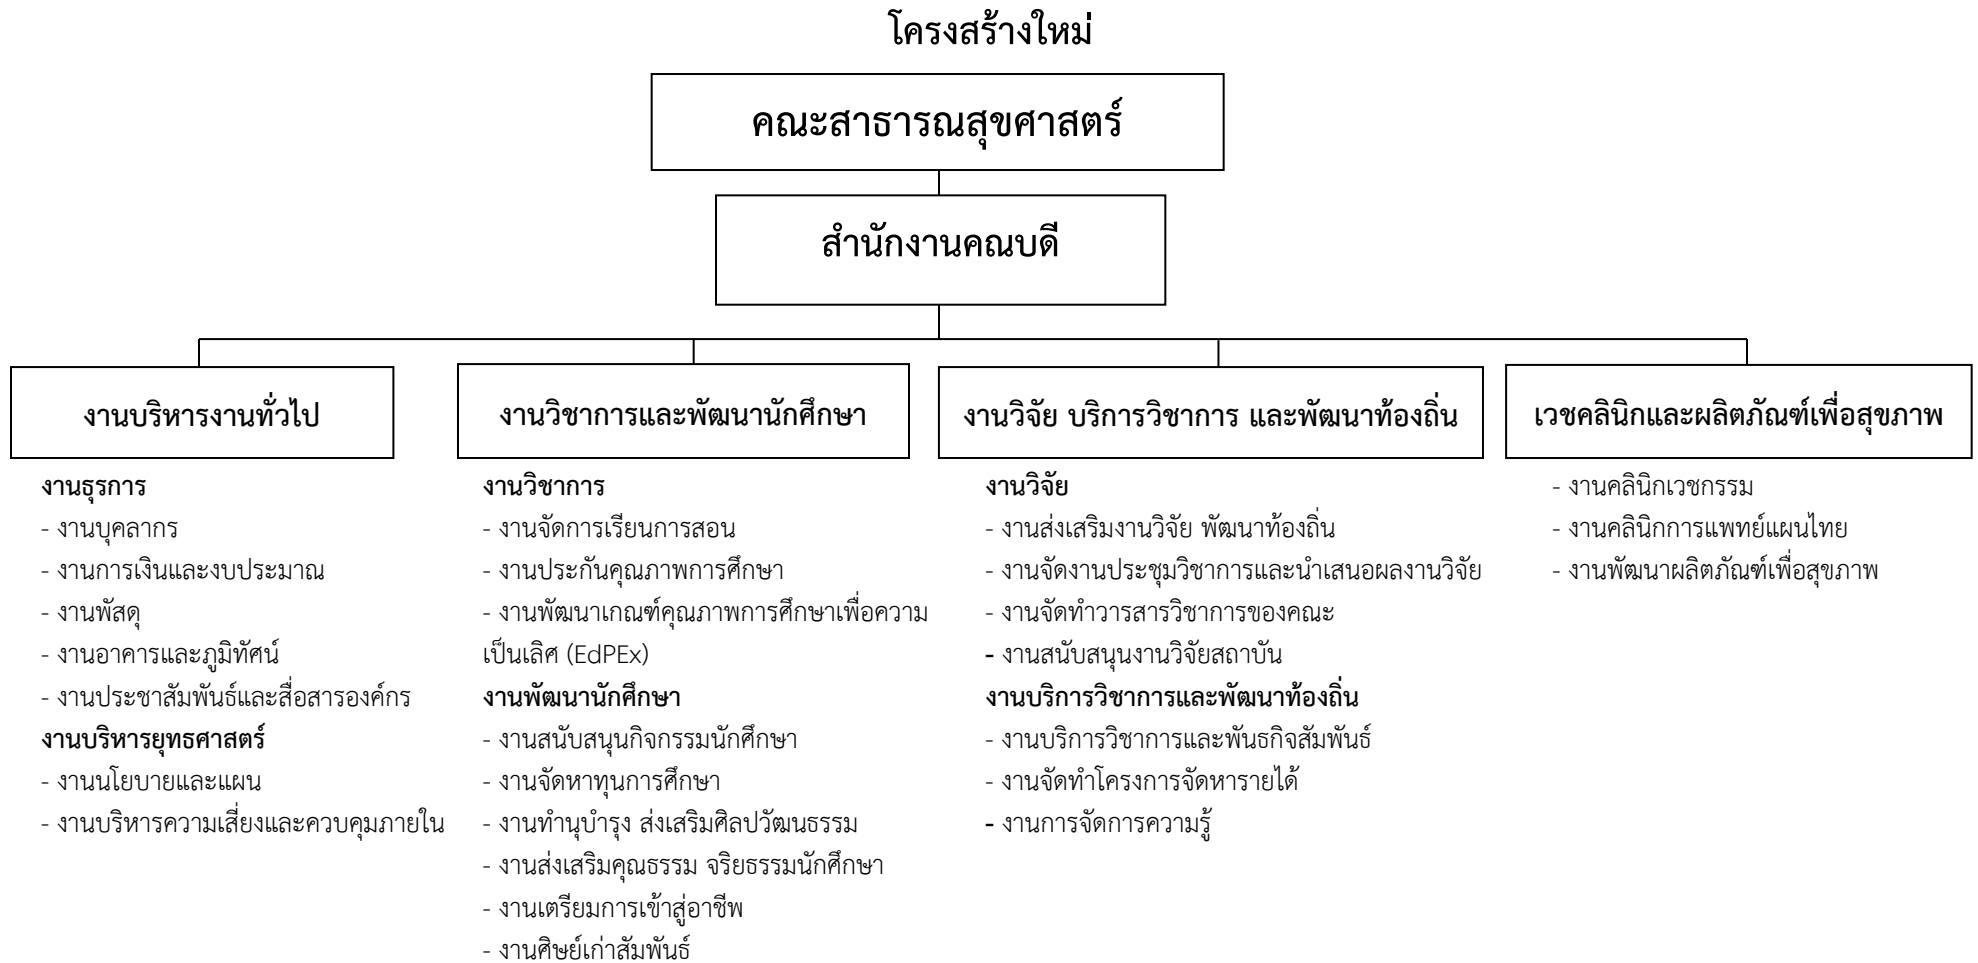 โครงสร้างใหม่
คณะสาธารณสุขศาสตร์
สำนักงานคณบดี
งานบริหารงานทั่วไป
งานธุรการ
- งานบุคลากร
- งานการเงินและงบประมาณ
- งานพัสดุ
- งานอาคารและภูมิทัศน์
- งานประชาสัมพันธ์และสื่อสารองค์กร
งานบริหารยุทธศาสตร์
- งานนโยบายและแผน
- งานบริหารความเสี่ยงและควบคุมภายใน
งานวิชาการและพัฒนานักศึกษา
งานวิชาการ
- งานจัดการเรียนการสอน
- งานประกันคุณภาพการศึกษา
- งานพัฒนาเกณฑ์คุณภาพการศึกษาเพื่อความ
เป็นเลิศ (EdPEx)
งานพัฒนานักศึกษา
- งานสนับสนุนกิจกรรมนักศึกษา
- งานจัดหาทุนการศึกษา
- งานทำนุบำรุง ส่งเสริมศิลปวัฒนธรรม
- งานส่งเสริมคุณธรรม จริยธรรมนักศึกษา
- งานเตรียมการเข้าสู่อาชีพ
- งานศิษย์เก่าสัมพันธ์
งานวิจัย บริการวิชาการ และพัฒนาท้องถิ่น
งานวิจัย
- งานส่งเสริมงานวิจัย พัฒนาท้องถิ่น
- งานจัดงานประชุมวิชาการและนำเสนอผลงานวิจัย
- งานจัดทำวารสารวิชาการของคณะ
- งานสนับสนุนงานวิจัยสถาบัน
งานบริการวิชาการและพัฒนาท้องถิ่น
- งานบริการวิชาการและพันธกิจสัมพันธ์
- งานจัดทำโครงการจัดหารายได้
- งานการจัดการความรู้
เวชคลินิกและผลิตภัณฑ์เพื่อสุขภาพ
- งานคลินิกเวชกรรม
- งานคลินิกการแพทย์แผนไทย
- งานพัฒนาผลิตภัณฑ์เพื่อสุขภาพ